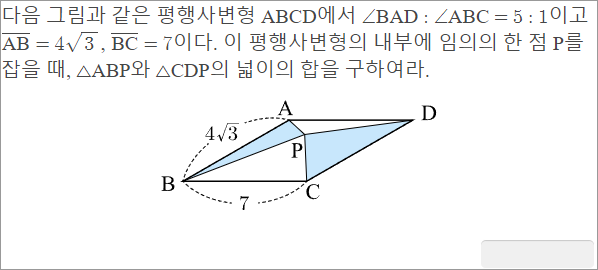 다음 그림과 같은 평행사변형 ABCD에서 ∠BAD : ∠ABC = 5 : 1이고
A͞B͞ = 4√3 , B͞C͞ = 7이다. 이 평행사변형의 내부에 임의의 한 점 P를
잡을 때, △ABP와 △CDP의 넓이의 합을 구하여라.
A
D
4√3
P
B
C
7